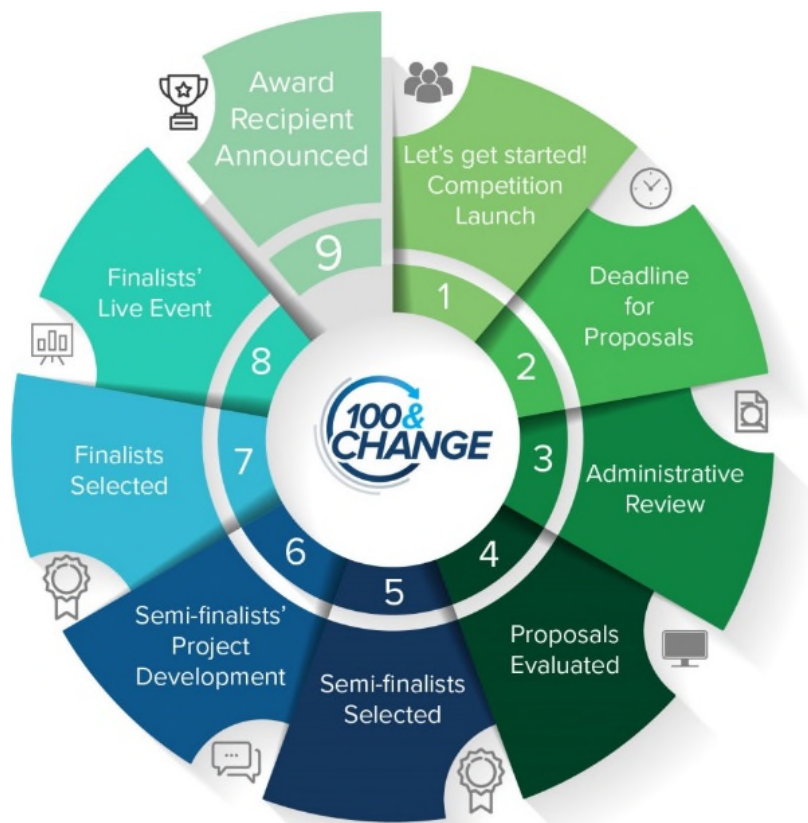 Let's get started!
Competition
Launch
1
Deadline
for
Proposals
2
Administrative
Review
3
Proposals
Evaluated
4
Semi-finalists
Selected
5
Semi-finalists'
Project
Development
6
Finalists
Selected
7
Finalists'
Live Event
8
Award
Recipient
Announced
9
100&
CHANGE